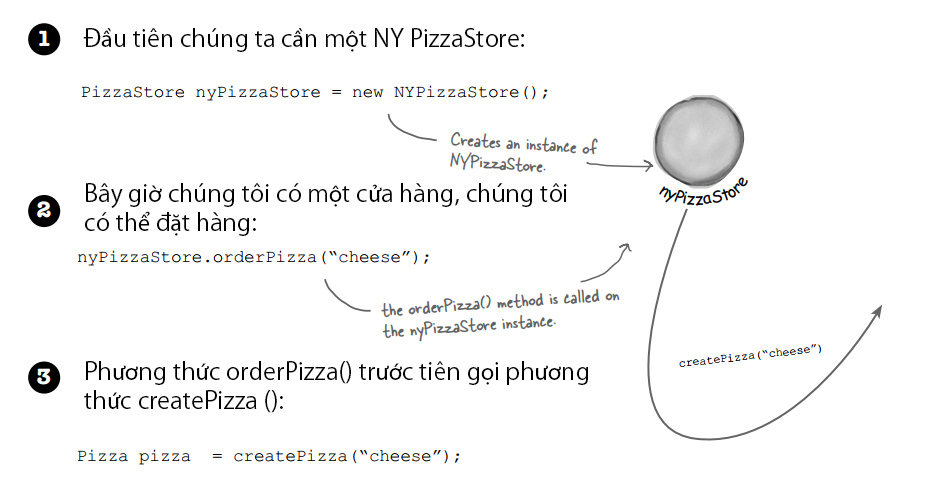 1 Đầu tiên chúng ta cần một NY PizzaStore:
PizzaStore nyPizzaStore = new NYPizzaStore();
Creates an instance of
NYPizzaStore.
nyPizzaStore
2 Bây giờ chúng tôi có một cửa hàng, chúng tôi
có thể đặt hàng:
nyPizzaStore.orderPizza(“cheese”);
the orderPizza() method is called on
the nyPizzaStore instance.
createPizza(“cheese”)
3 Phương thức orderPizza() trước tiên gọi phương
thức createPizza ():
Pizza pizza  = createPizza(“cheese”);